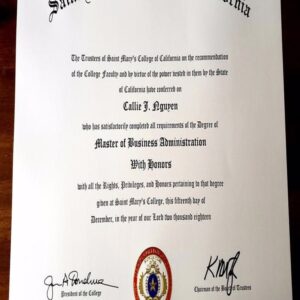 The Trustees of Saint Mary's College of California on the recommendation
of the College Faculty and by virtue of the power vested in them by the State
of California have conferred on
Callie J. Nguyen
who has satisfactorily completed all requirements of the Degree of
Master of Business Administration
With Honors
with all the Rights, Privileges, and Honors pertaining to that degree
given at Saint Mary's College, this fifteenth day of
December, in the year of our Lord two thousand eighteen
President of the College
Chairman of the Board of Trustees